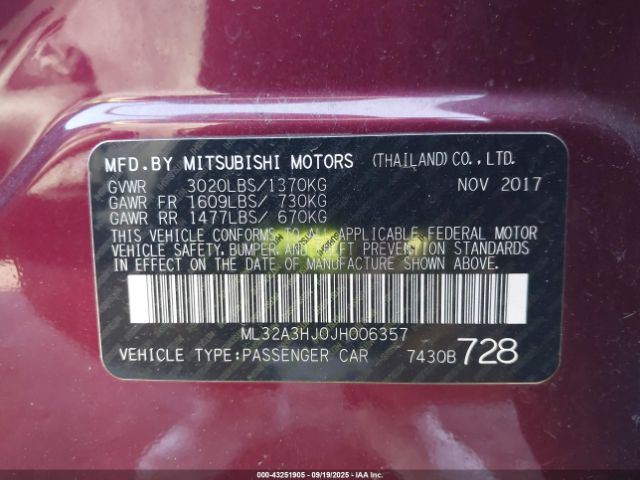 MFD.BY MITSUBISHI MOTORS (THAILAND)CO.,LTD.
GVWR 3020LBS/1370KG NOV 2017
GAWR FR 1609LBS/ 730KG
GAWR RR 1477LBS/ 670KG
THIS VEHICLE CONFORMS TO ALL APPLICABLE FEDERAL MOTOR
VEHICLE SAFETY, BUMPER, AND THEFT PREVENTION STANDARDS
IN EFFECT ON THE DATE OF MANUFACTURE SHOWN ABOVE.
ML32A3HJ0JH006357
VEHICLE TYPE:PASSENGER CAR 7430B 728
000-43251905 - 09/19/2025 - IAAI.COM